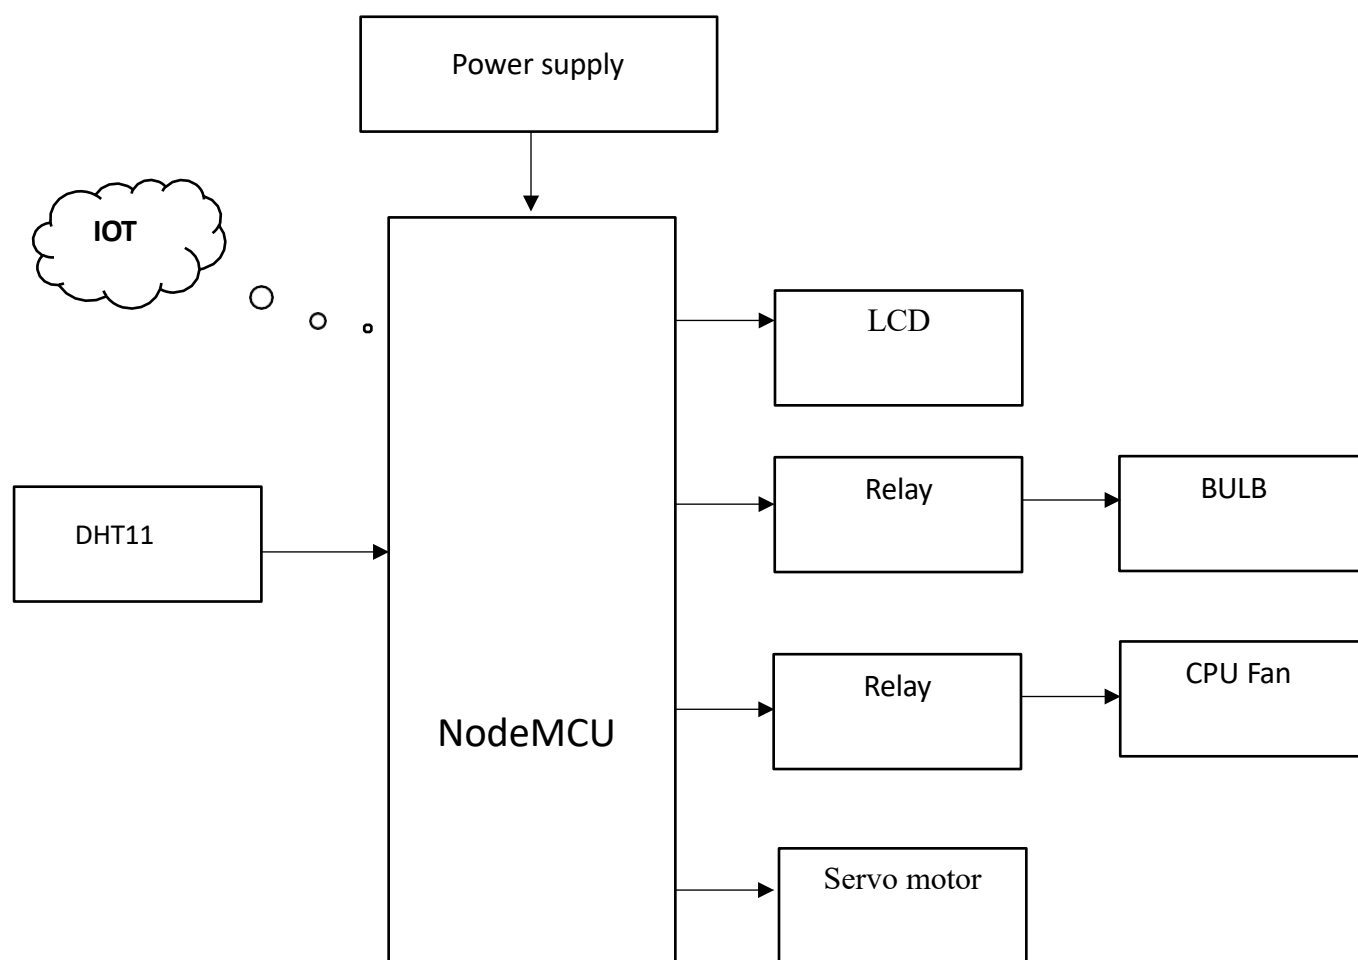 Power supply
IOT
LCD
Relay
BULB
DHT11
Relay
CPU Fan
NodeMCU
Servo motor